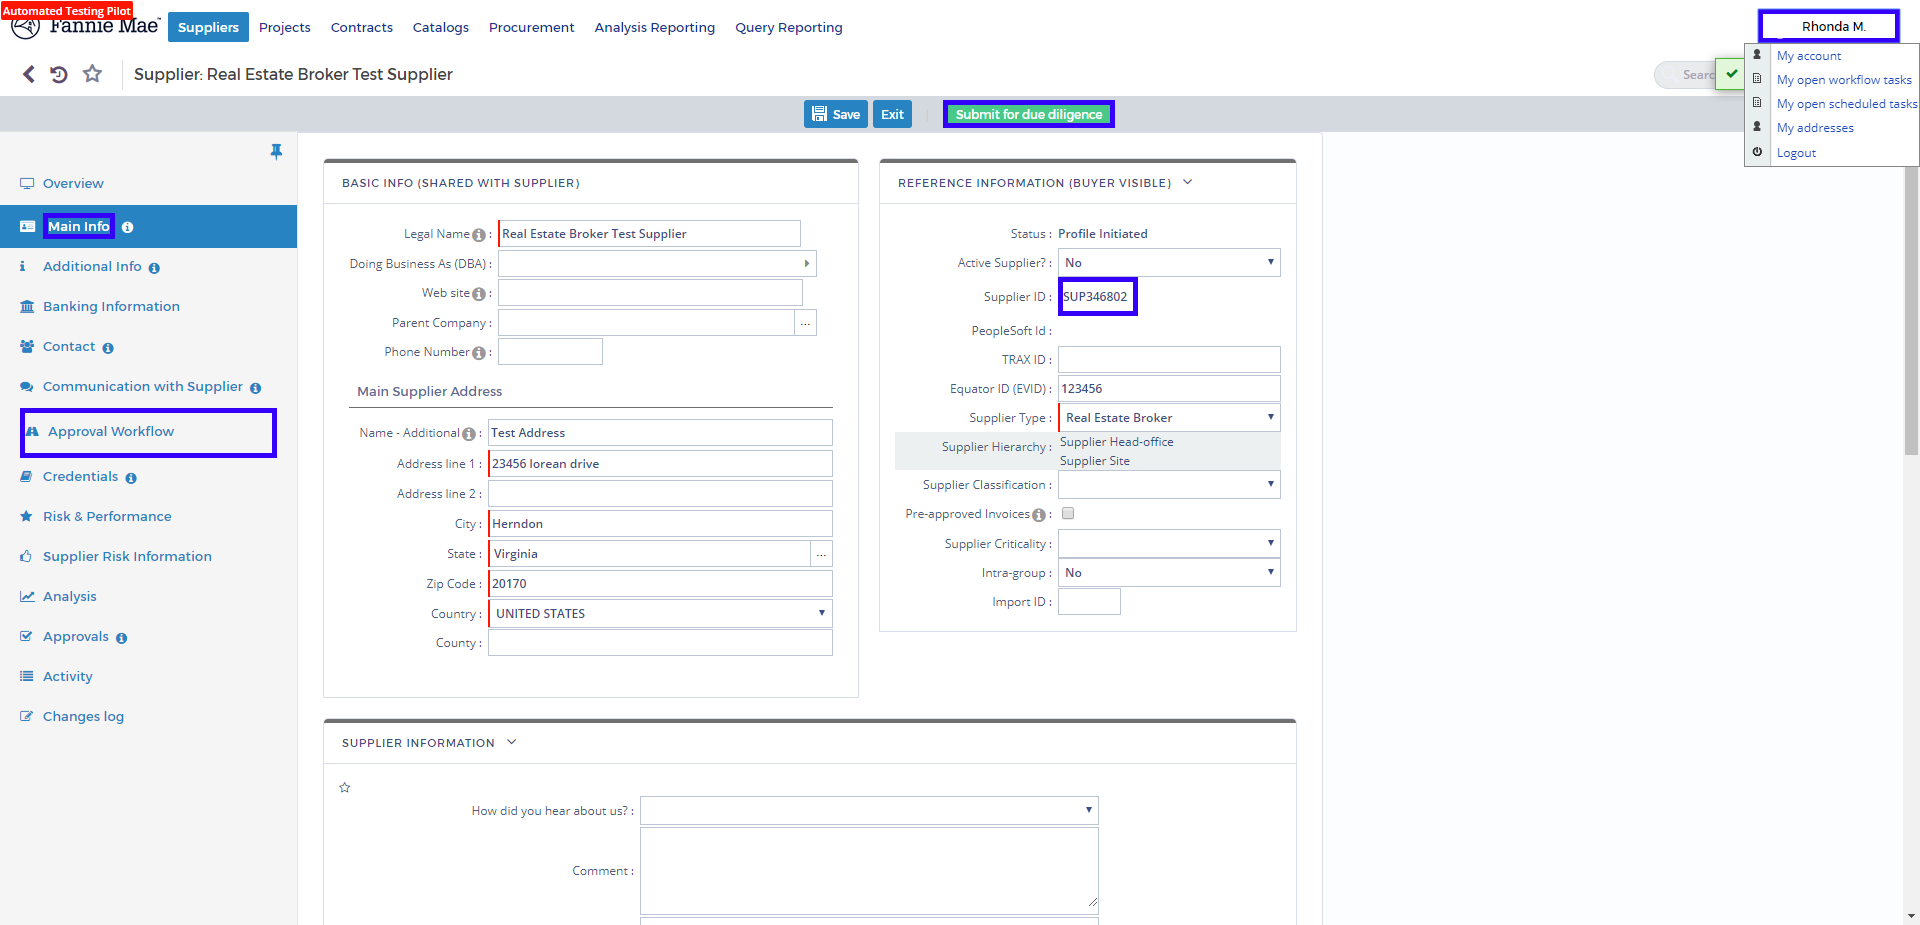 Automated Testing Pilot
Fannie Mae
Suppliers Projects Contracts Catalogs Procurement Analysis Reporting Query Reporting
Rhonda M.
My account
My open workflow tasks
My open scheduled tasks
My addresses
Logout
Supplier: Real Estate Broker Test Supplier
Save Exit Submit for due diligence
Overview
Main Info
Additional Info
Banking Information
Contact
Communication with Supplier
Approval Workflow
Credentials
Risk & Performance
Supplier Risk Information
Analysis
Approvals
Activity
Changes log
BASIC INFO (SHARED WITH SUPPLIER)
Legal Name : Real Estate Broker Test Supplier
Doing Business As (DBA) :
Web site :
Parent Company : ...
Phone Number :
Main Supplier Address
Name - Additional : Test Address
Address line 1 : 23456 lorean drive
Address line 2 :
City : Herndon
State : Virginia ...
Zip Code : 20170
Country : UNITED STATES
County :
REFERENCE INFORMATION (BUYER VISIBLE)
Status : Profile Initiated
Active Supplier? : No
Supplier ID : SUP346802
PeopleSoft Id :
TRAX ID :
Equator ID (EVID) : 123456
Supplier Type : Real Estate Broker
Supplier Hierarchy : Supplier Head-office
Supplier Site
Supplier Classification :
Pre-approved Invoices :
Supplier Criticality :
Intra-group : No
Import ID :
SUPPLIER INFORMATION
How did you hear about us? :
Comment :